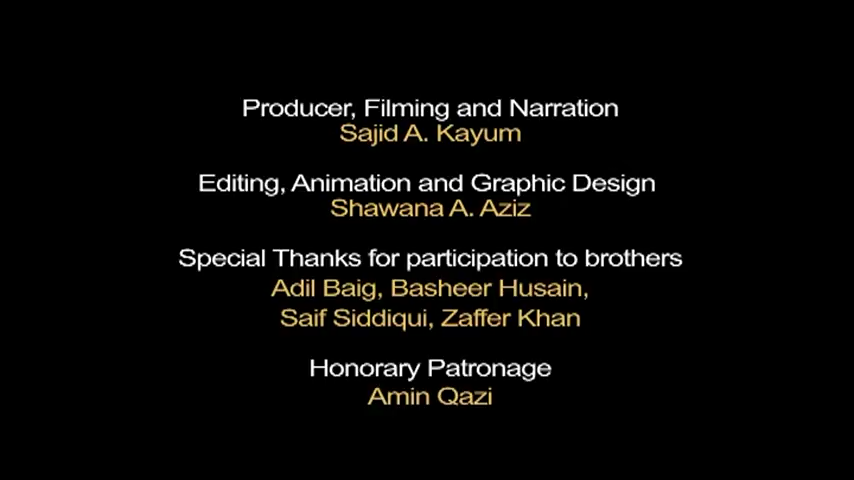 Producer, Filming and Narration
Sajid A. Kayum
Editing, Animation and Graphic Design
Shawana A. Aziz
Special Thanks for participation to brothers
Adil Baig, Basheer Husain,
Saif Siddiqui, Zaffer Khan
Honorary Patronage
Amin Qazi